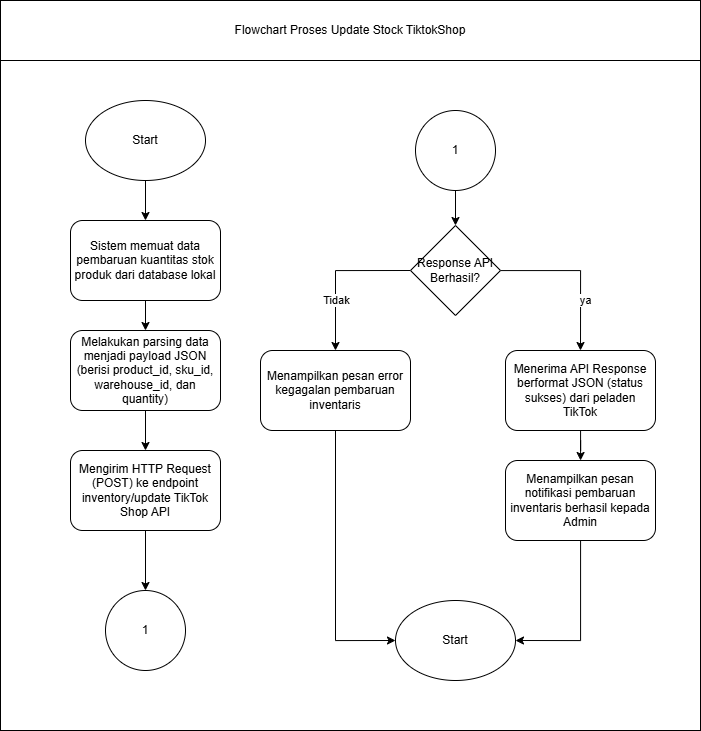 Flowchart Proses Update Stock TiktokShop
Start
Sistem memuat data
pembaruan kuantitas stok
produk dari database lokal
Melakukan parsing data
menjadi payload JSON
(berisi product_id, sku_id,
warehouse_id, dan
quantity)
Mengirim HTTP Request
(POST) ke endpoint
inventory/update TikTok
Shop API
1
1
Response API
Berhasil?
Tidak
ya
Menampilkan pesan error
kegagalan pembaruan
inventaris
Menerima API Response
berformat JSON (status
sukses) dari peladen
TikTok
Menampilkan pesan
notifikasi pembaruan
inventaris berhasil kepada
Admin
Start